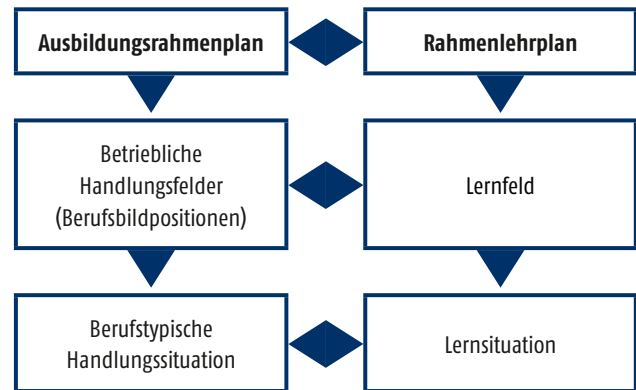 Ausbildungsrahmenplan
Rahmenlehrplan
Betriebliche
Handlungsfelder
(Berufsbildpositionen)
Lernfeld
Berufstypische
Handlungssituation
Lernsituation